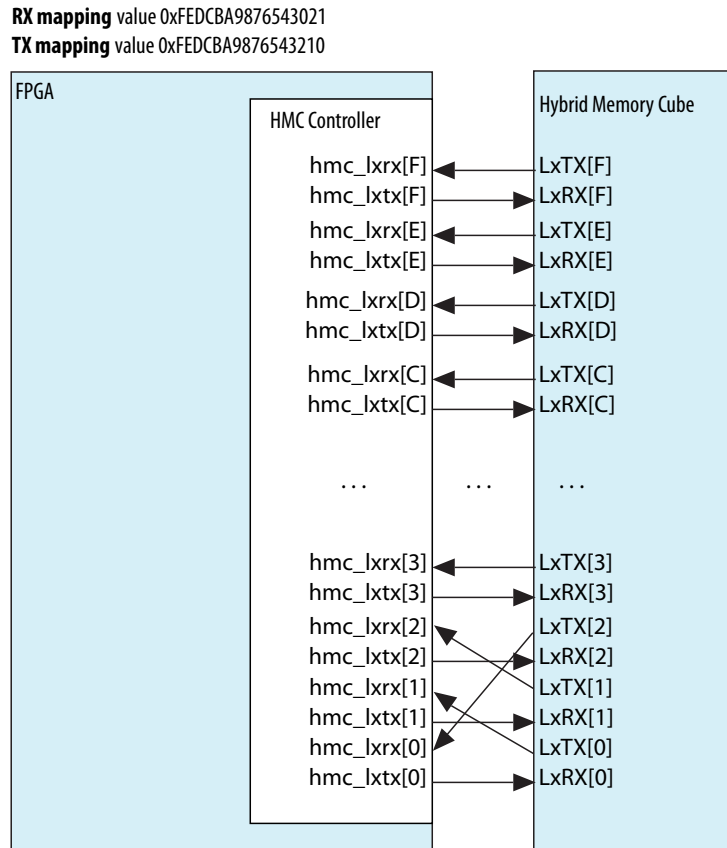 RX mapping value 0xFEDCBA9876543021
TX mapping value 0xFEDCBA9876543210
FPGA
HMC Controller
Hybrid Memory Cube
hmc_lxrx[F] LxTX[F]
hmc_lxtx[F] LxRX[F]
hmc_lxrx[E] LxTX[E]
hmc_lxtx[E] LxRX[E]
hmc_lxrx[D] LxTX[D]
hmc_lxtx[D] LxRX[D]
hmc_lxrx[C] LxTX[C]
hmc_lxtx[C] LxRX[C]
. . . . . . . . .
hmc_lxrx[3] LxTX[3]
hmc_lxtx[3] LxRX[3]
hmc_lxrx[2] LxTX[2]
hmc_lxtx[2] LxRX[2]
hmc_lxrx[1] LxTX[1]
hmc_lxtx[1] LxRX[1]
hmc_lxrx[0] LxTX[0]
hmc_lxtx[0] LxRX[0]